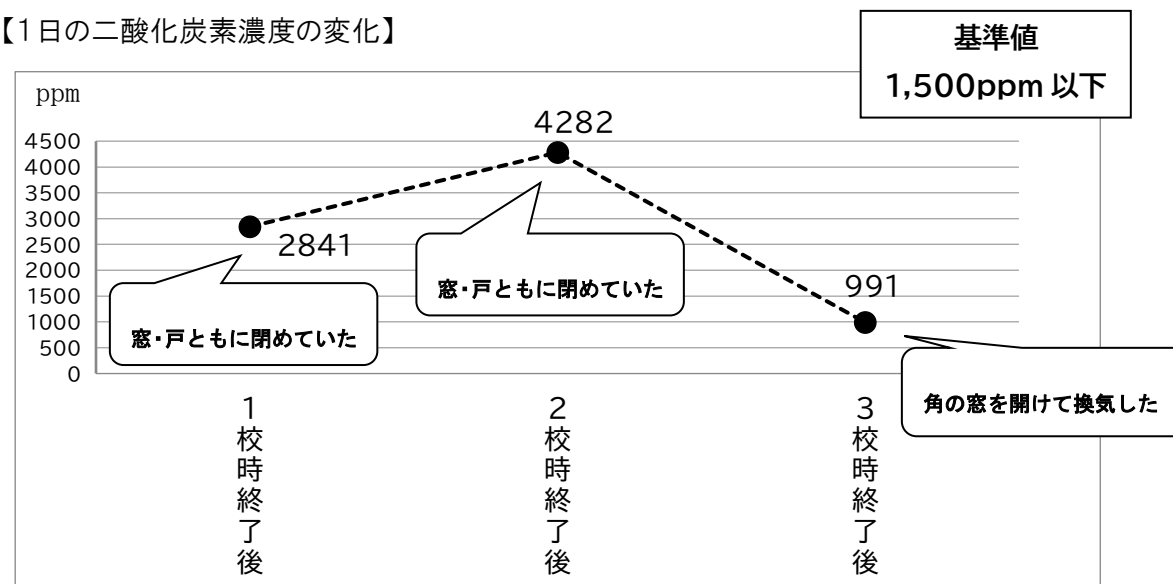 【1日の二酸化炭素濃度の変化】
基準値
1,500ppm 以下
ppm
4500
4000
3500
3000
2500
2000
1500
1000
500
0
2841
4282
991
窓・戸ともに閉めていた
窓・戸ともに閉めていた
角の窓を開けて換気した
1校時終了後
2校時終了後
3校時終了後